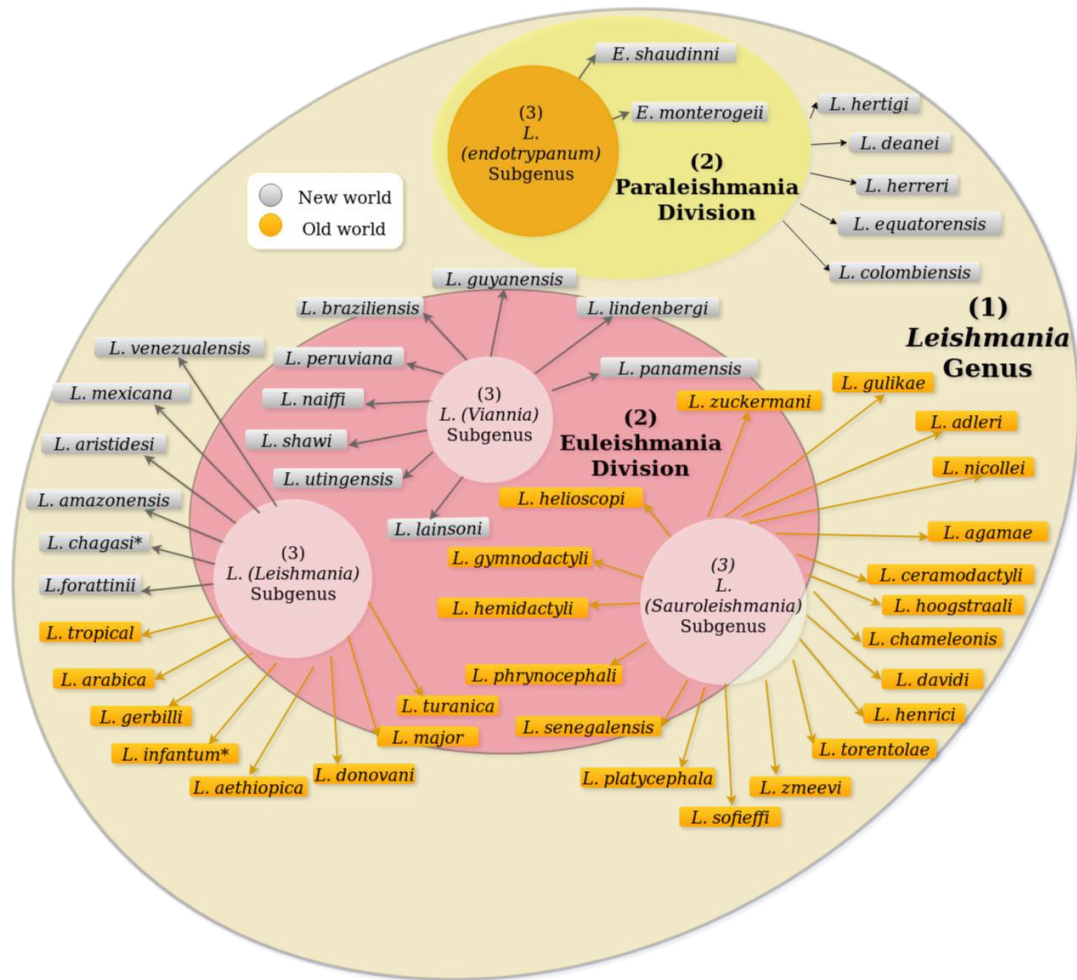 E. shaudinni
E. monterogeii
(3)
L.
(endotrypanum)
Subgenus
(2)
Paraleishmania
Division
L. hertigi
L. deanei
L. herreri
L. equatorensis
L. colombiensis
New world
Old world
(1)
Leishmania
Genus
L. guyanensis
L. braziliensis
L. lindenbergi
L. peruviana
L. panamensis
L. naiffi
L. shawi
L. utingensis
L. lainsoni
(3)
L. (Viannia)
Subgenus
(2)
Euleishmania
Division
L. venezualensis
L. mexicana
L. aristidesi
L. amazonensis
L. chagasi*
L.forattinii
(3)
L. (Leishmania)
Subgenus
L. tropical
L. arabica
L. gerbilli
L. infantum*
L. aethiopica
L. donovani
L. major
L. turanica
L. zuckermani
L. gulikae
L. adleri
L. nicollei
L. agamae
L. ceramodactyli
L. hoogstraali
L. chameleonis
L. davidi
L. henrici
L. torentolae
L. zmeevi
L. sofieffi
L. platycephala
L. senegalensis
L. phrynocephali
L. hemidactyli
L. gymnodactyli
L. helioscopi
(3)
L.
(Sauroleishmania)
Subgenus